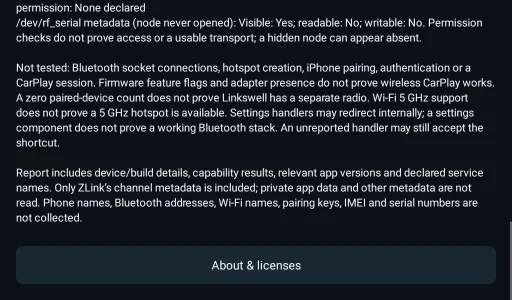 permission: None declared
/dev/rf_serial metadata (node never opened): Visible: Yes; readable: No; writable: No. Permission
checks do not prove access or a usable transport; a hidden node can appear absent.
Not tested: Bluetooth socket connections, hotspot creation, iPhone pairing, authentication or a
CarPlay session. Firmware feature flags and adapter presence do not prove wireless CarPlay works.
A zero paired-device count does not prove Linkswell has a separate radio. Wi-Fi 5 GHz support
does not prove a 5 GHz hotspot is available. Settings handlers may redirect internally; a settings
component does not prove a working Bluetooth stack. An unreported handler may still accept the
shortcut.
Report includes device/build details, capability results, relevant app versions and declared service
names. Only ZLink's channel metadata is included; private app data and other metadata are not
read. Phone names, Bluetooth addresses, Wi-Fi names, pairing keys, IMEI and serial numbers are
not collected.
About & licenses